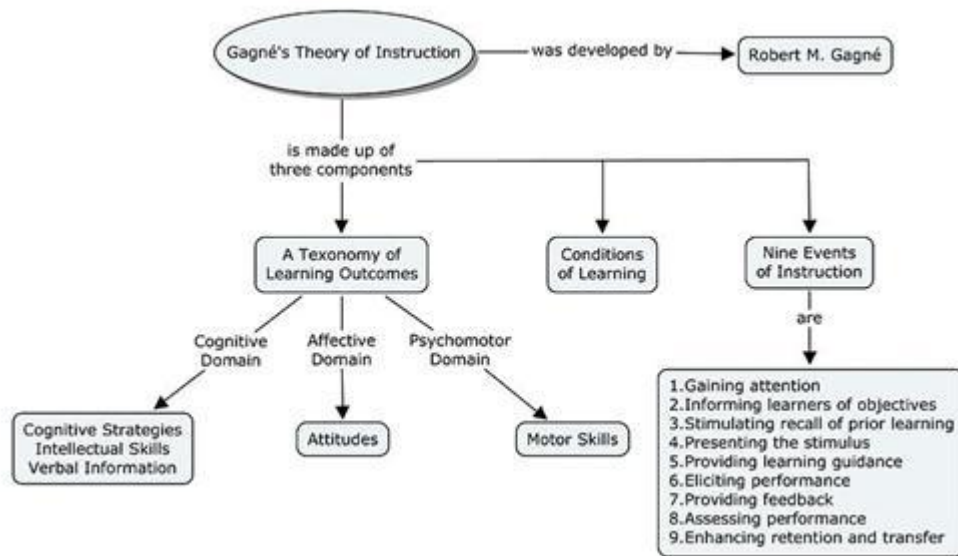 Gagné's Theory of Instruction
was developed by
Robert M. Gagné
is made up of
three components
A Texonomy of
Learning Outcomes
Conditions
of Learning
Nine Events
of Instruction
Cognitive
Domain
Affective
Domain
Psychomotor
Domain
are
Cognitive Strategies
Intellectual Skills
Verbal Information
Attitudes
Motor Skills
1.Gaining attention
2.Informing learners of objectives
3.Stimulating recall of prior learning
4.Presenting the stimulus
5.Providing learning guidance
6.Eliciting performance
7.Providing feedback
8.Assessing performance
9.Enhancing retention and transfer